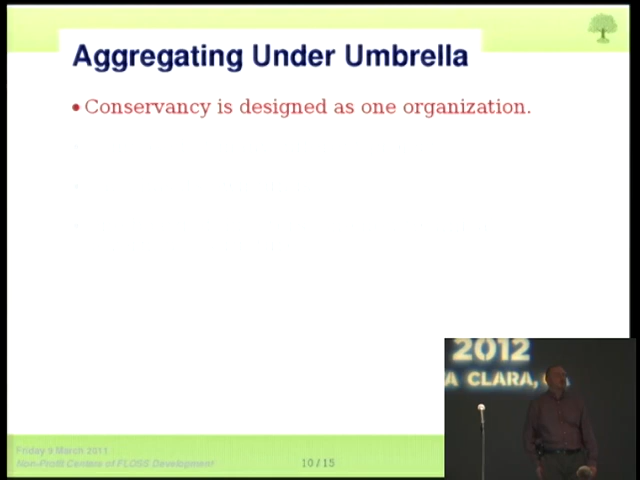 Aggregating Under Umbrella
• Conservancy is designed as one organization.
Friday 9 March 2011
Non-Profit Centers of FLOSS Development
10 / 15
2012
A CLARA,